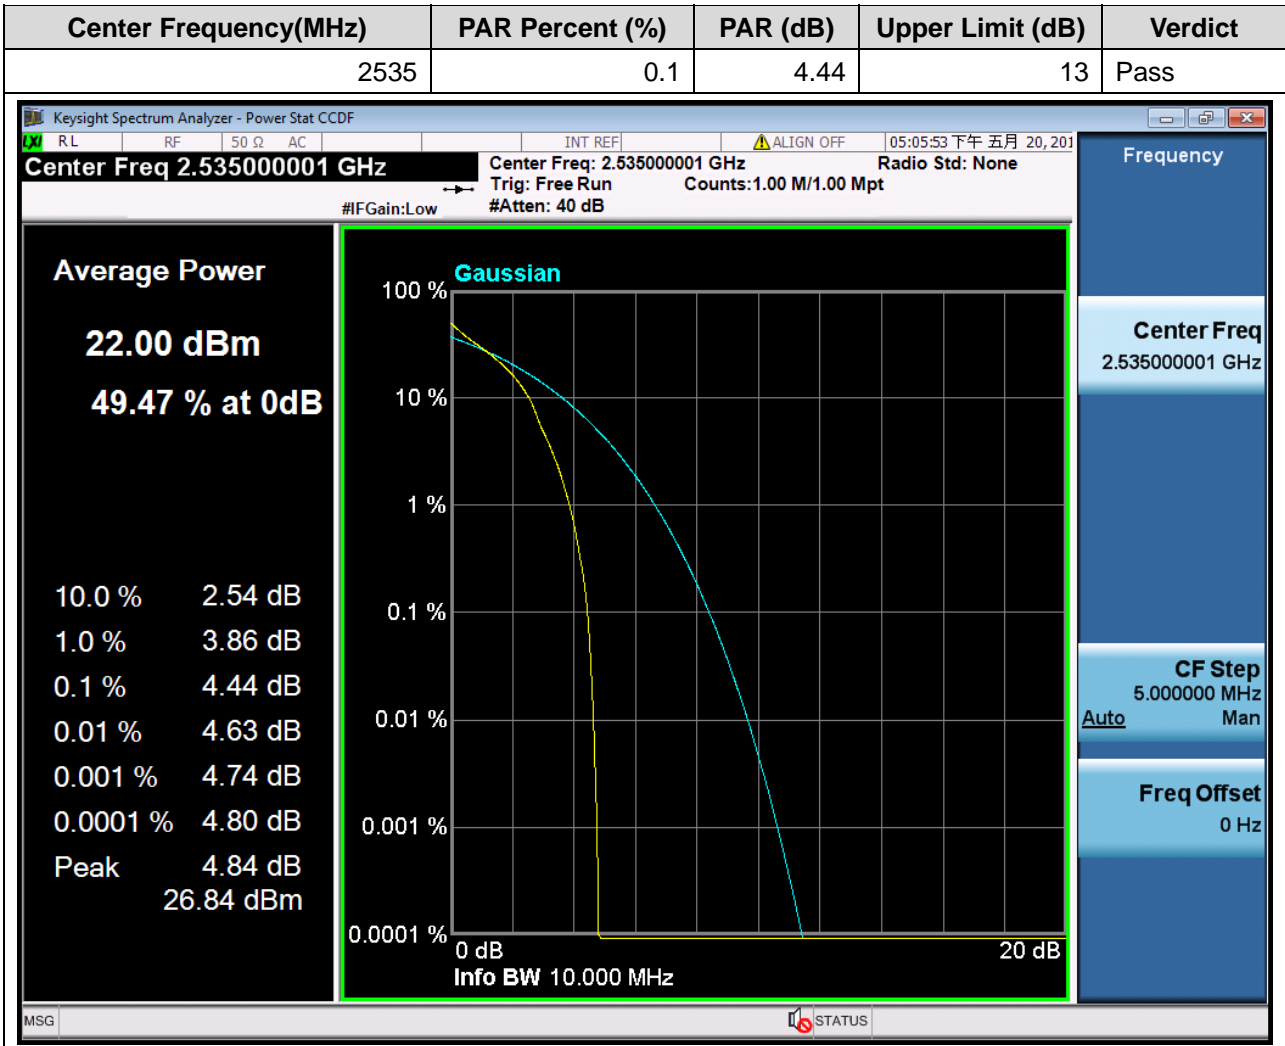 Center Frequency(MHz) PAR Percent (%) PAR (dB) Upper Limit (dB) Verdict
2535 0.1 4.44 13 Pass
Keysight Spectrum Analyzer - Power Stat CCDF
LXI RL RF 50 Ω AC INT REF ALIGN OFF 05:05:53 下午 五月 20, 201
Center Freq 2.535000001 GHz
#IFGain:Low
Center Freq: 2.535000001 GHz Radio Std: None
Trig: Free Run Counts:1.00 M/1.00 Mpt
#Atten: 40 dB
Average Power
22.00 dBm
49.47 % at 0dB
10.0 % 2.54 dB
1.0 % 3.86 dB
0.1 % 4.44 dB
0.01 % 4.63 dB
0.001 % 4.74 dB
0.0001 % 4.80 dB
Peak 4.84 dB
26.84 dBm
Gaussian
100 %
10 %
1 %
0.1 %
0.01 %
0.001 %
0.0001 %
0 dB 20 dB
Info BW 10.000 MHz
Frequency
Center Freq
2.535000001 GHz
CF Step
5.000000 MHz
Auto Man
Freq Offset
0 Hz
MSG STATUS